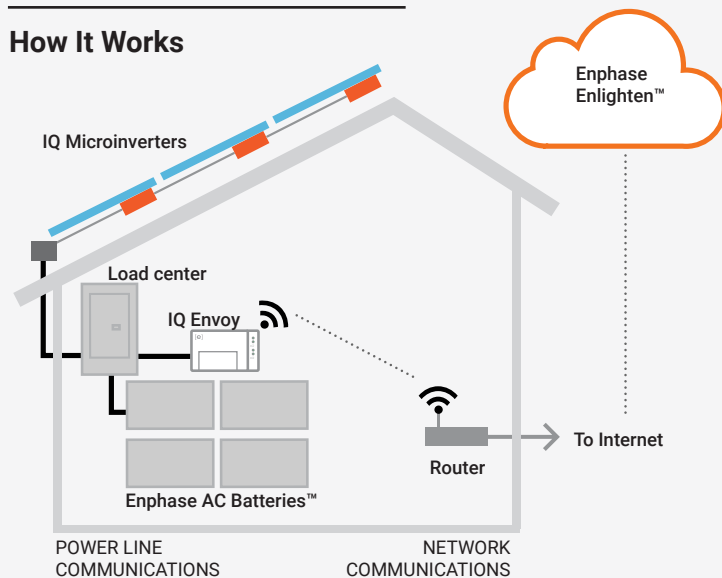 How It Works
Enphase
Enlighten™
IQ Microinverters
Load center
IQ Envoy
To Internet
Router
Enphase AC Batteries™
POWER LINE
COMMUNICATIONS
NETWORK
COMMUNICATIONS